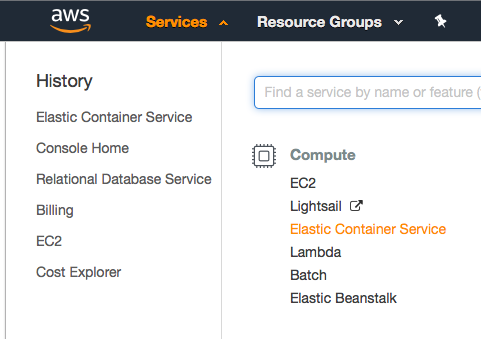 aws
Services
Resource Groups
History
Elastic Container Service
Console Home
Relational Database Service
Billing
EC2
Cost Explorer
Find a service by name or feature (
Compute
EC2
Lightsail
Elastic Container Service
Lambda
Batch
Elastic Beanstalk